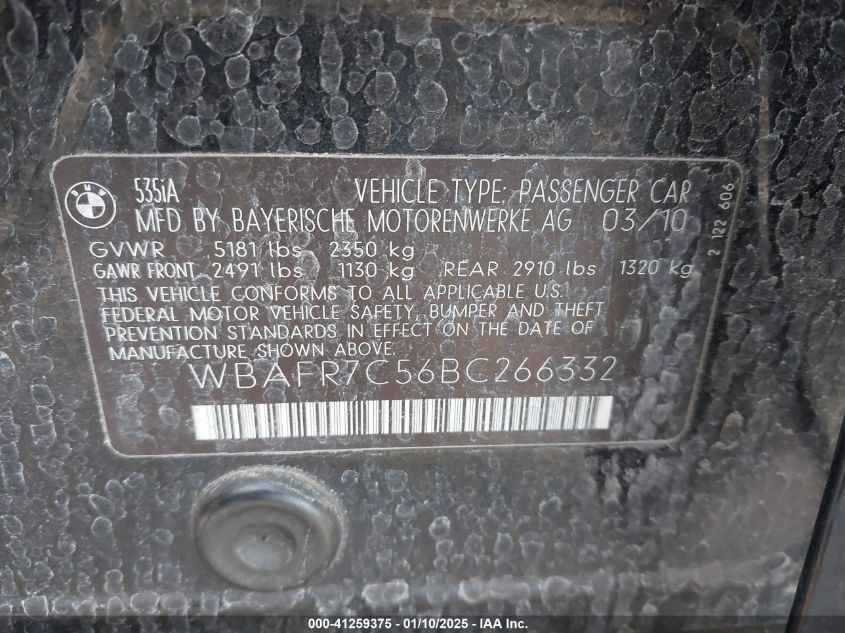 BMW
535iA VEHICLE TYPE: PASSENGER CAR
MFD BY BAYERISCHE MOTORENWERKE AG 03/10
GVWR 5181 lbs 2350 kg
GAWR FRONT 2491 lbs 1130 kg REAR 2910 lbs 1320 kg
THIS VEHICLE CONFORMS TO ALL APPLICABLE U.S.
FEDERAL MOTOR VEHICLE SAFETY, BUMPER AND THEFT
PREVENTION STANDARDS IN EFFECT ON THE DATE OF
MANUFACTURE SHOWN ABOVE.
WBAFR7C56BC266332
2 122 606
000-41259375 - 01/10/2025 - IAAI.COM